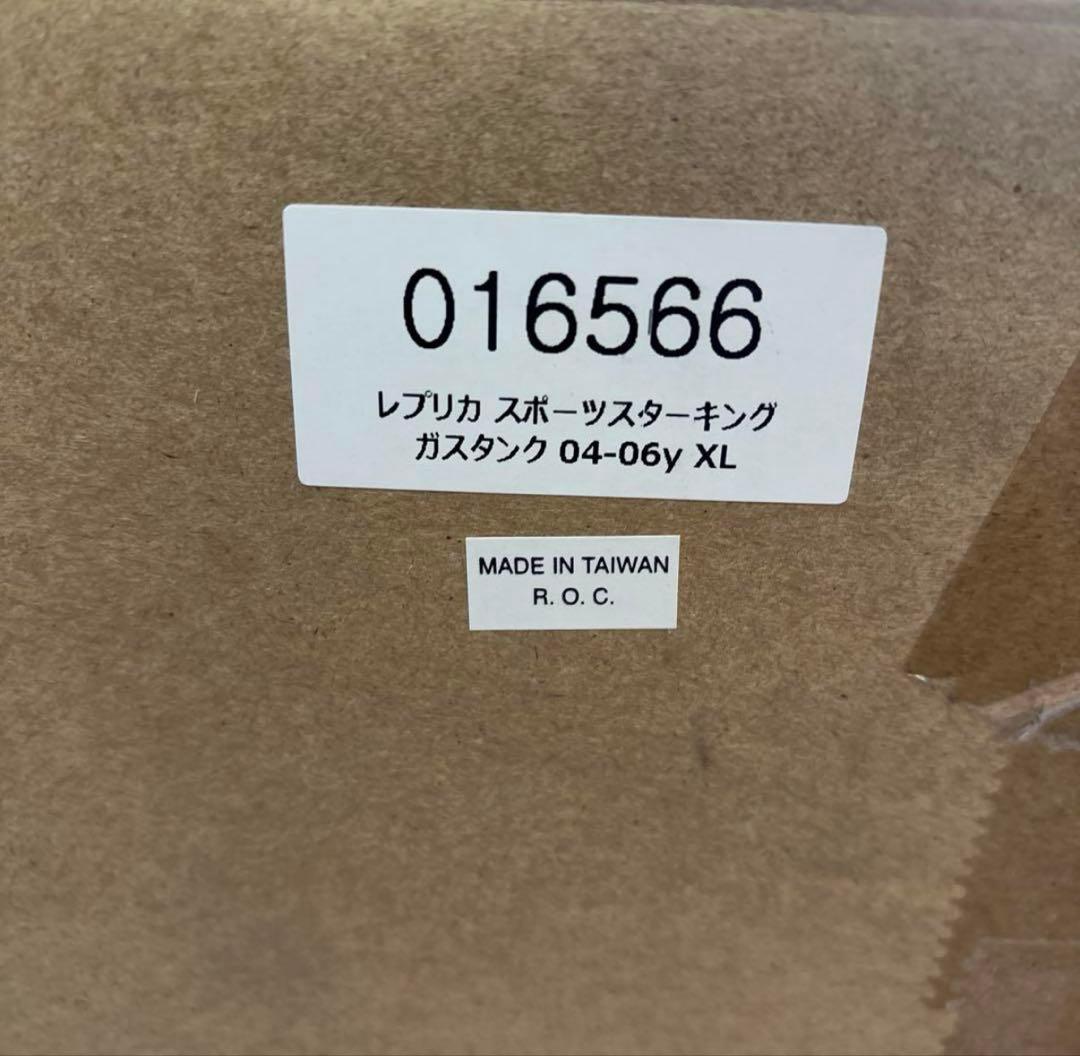 016566
レプリカ スポーツスターキング
ガスタンク 04-06y XL
MADE IN TAIWAN
R. O. C.